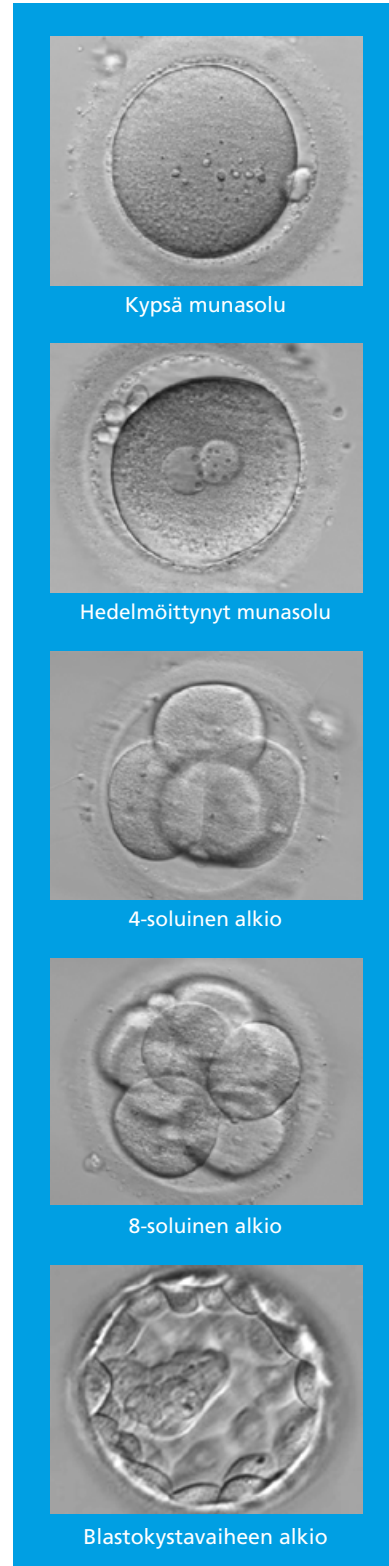 Kypsä munasolu
Hedelmöittynyt munasolu
4-soluinen alkio
8-soluinen alkio
Blastokystavaiheen alkio